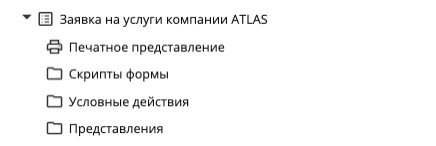 Заявка на услуги компании ATLAS
Печатное представление
Скрипты формы
Условные действия
Представления